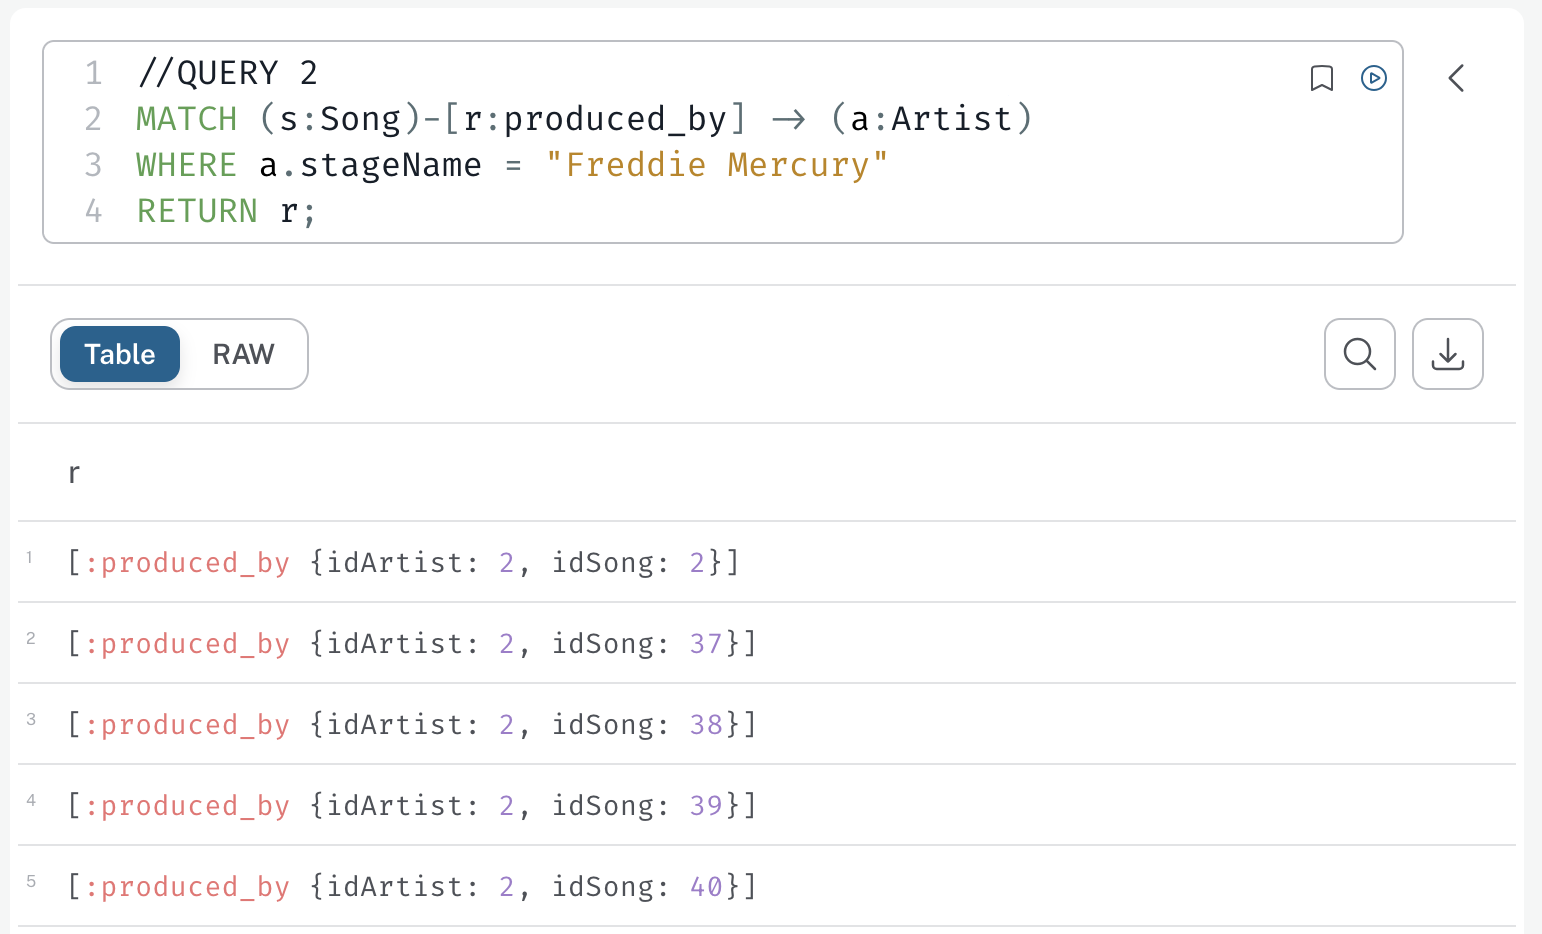 1 //QUERY 2
2 MATCH (s:Song)-[r:produced_by] -> (a:Artist)
3 WHERE a.stageName = "Freddie Mercury"
4 RETURN r;
Table RAW
r
1 [:produced_by {idArtist: 2, idSong: 2}]
2 [:produced_by {idArtist: 2, idSong: 37}]
3 [:produced_by {idArtist: 2, idSong: 38}]
4 [:produced_by {idArtist: 2, idSong: 39}]
5 [:produced_by {idArtist: 2, idSong: 40}]